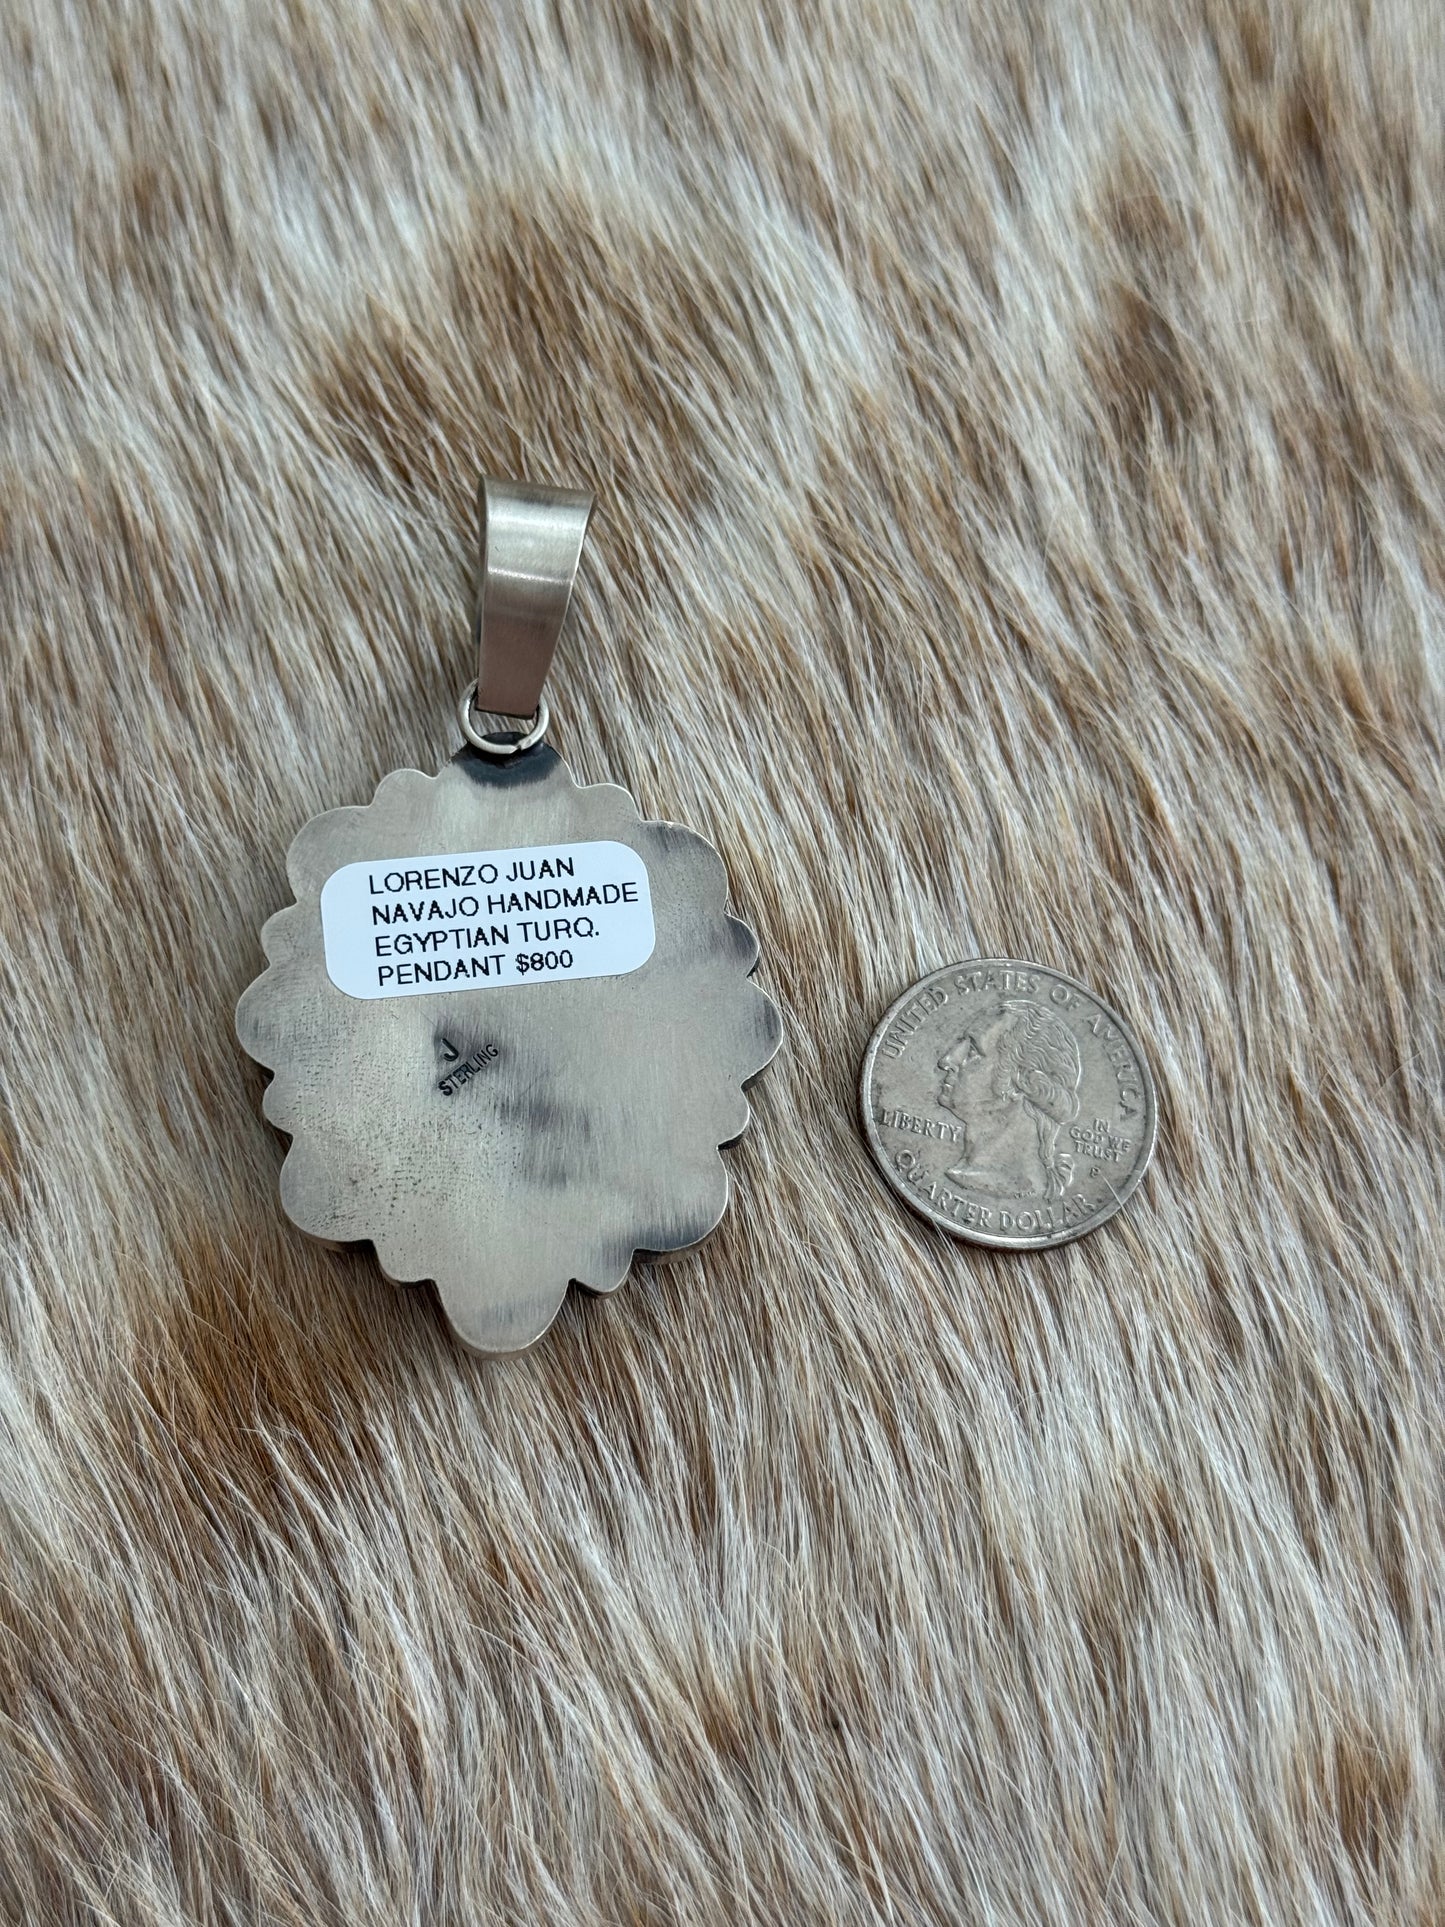 LORENZO JUAN
NAVAJO HANDMADE
EGYPTIAN TURQ.
PENDANT $800
J
STERLING
UNITED STATES OF AMERICA
LIBERTY
IN
GOD WE
TRUST
P
QUARTER DOLLAR